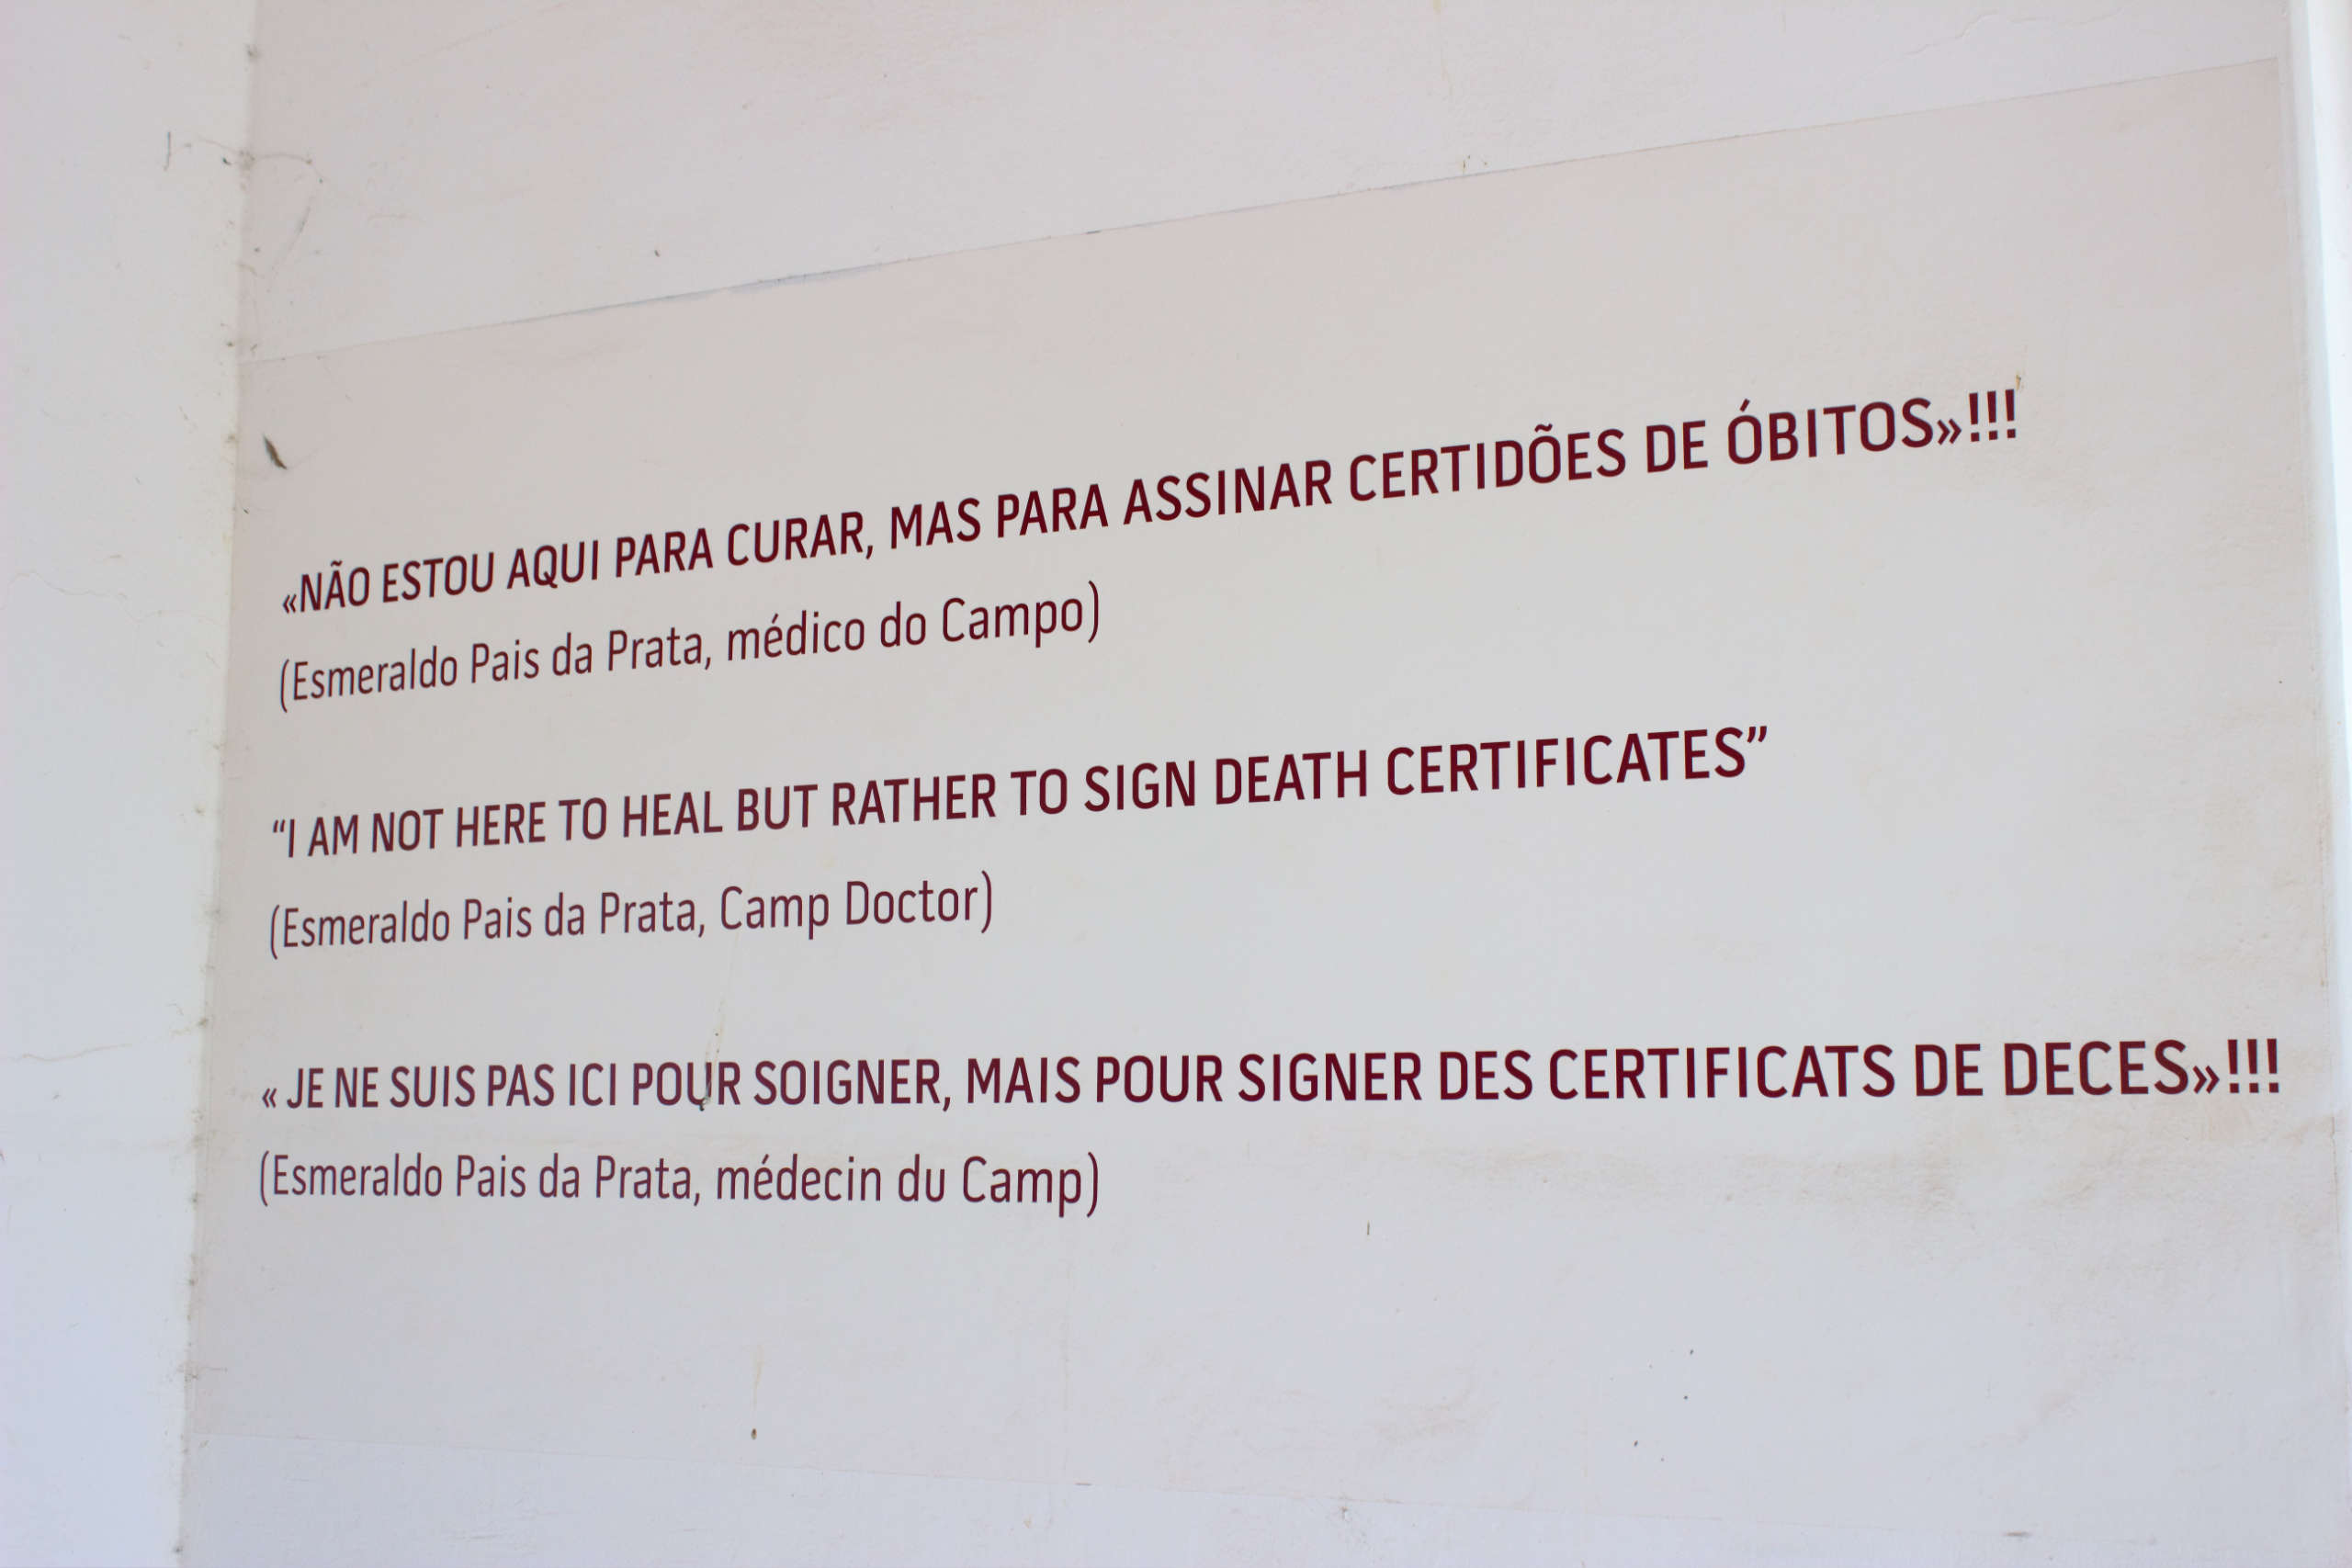 «NÃO ESTOU AQUI PARA CURAR, MAS PARA ASSINAR CERTIDÕES DE ÓBITOS»!!!
(Esmeraldo Pais da Prata, médico do Campo)
“I AM NOT HERE TO HEAL BUT RATHER TO SIGN DEATH CERTIFICATES”
(Esmeraldo Pais da Prata, Camp Doctor)
« JE NE SUIS PAS ICI POUR SOIGNER, MAIS POUR SIGNER DES CERTIFICATS DE DECES»!!!
(Esmeraldo Pais da Prata, médecin du Camp)